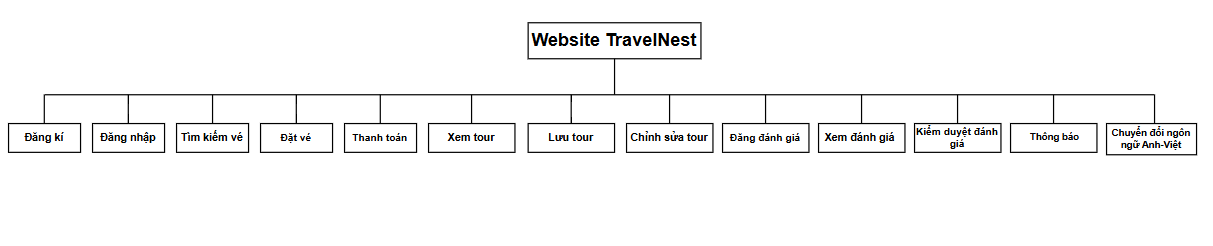 Website TravelNest
Đăng kí
Đăng nhập
Tìm kiếm vé
Đặt vé
Thanh toán
Xem tour
Lưu tour
Chỉnh sửa tour
Đăng đánh giá
Xem đánh giá
Kiểm duyệt đánh
giá
Thông báo
Chuyển đổi ngôn
ngữ Anh-Việt